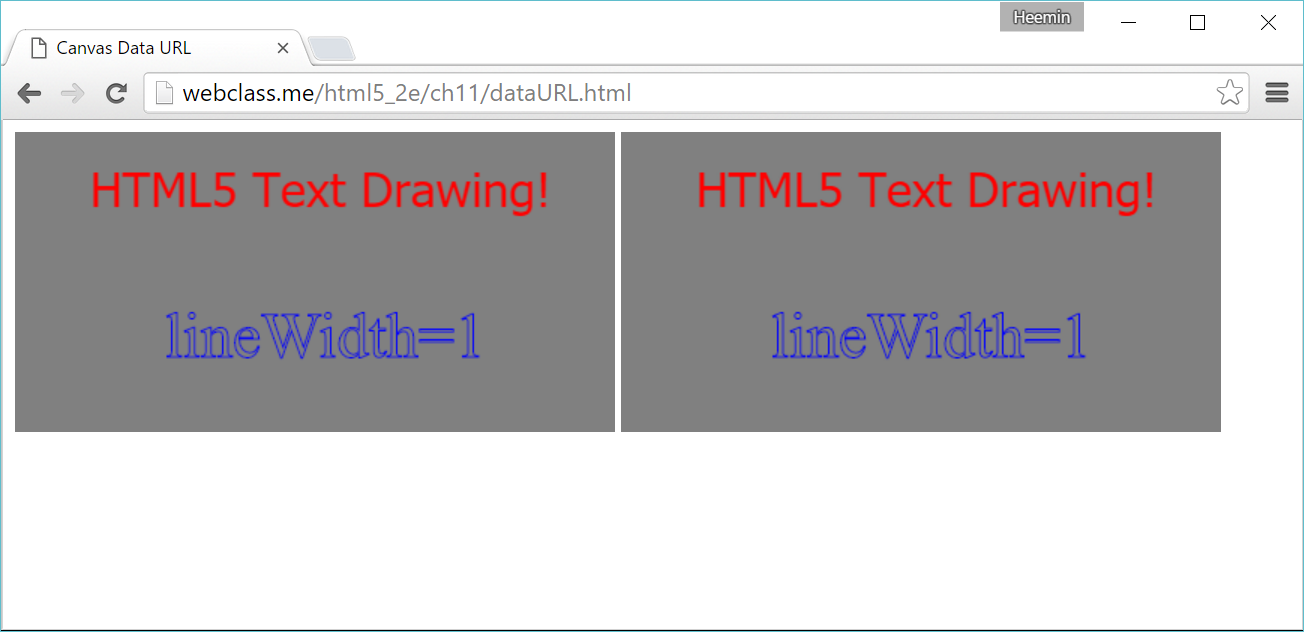 Heemin
Canvas Data URL
webclass.me/html5_2e/ch11/dataURL.html
HTML5 Text Drawing!
lineWidth=1
HTML5 Text Drawing!
lineWidth=1